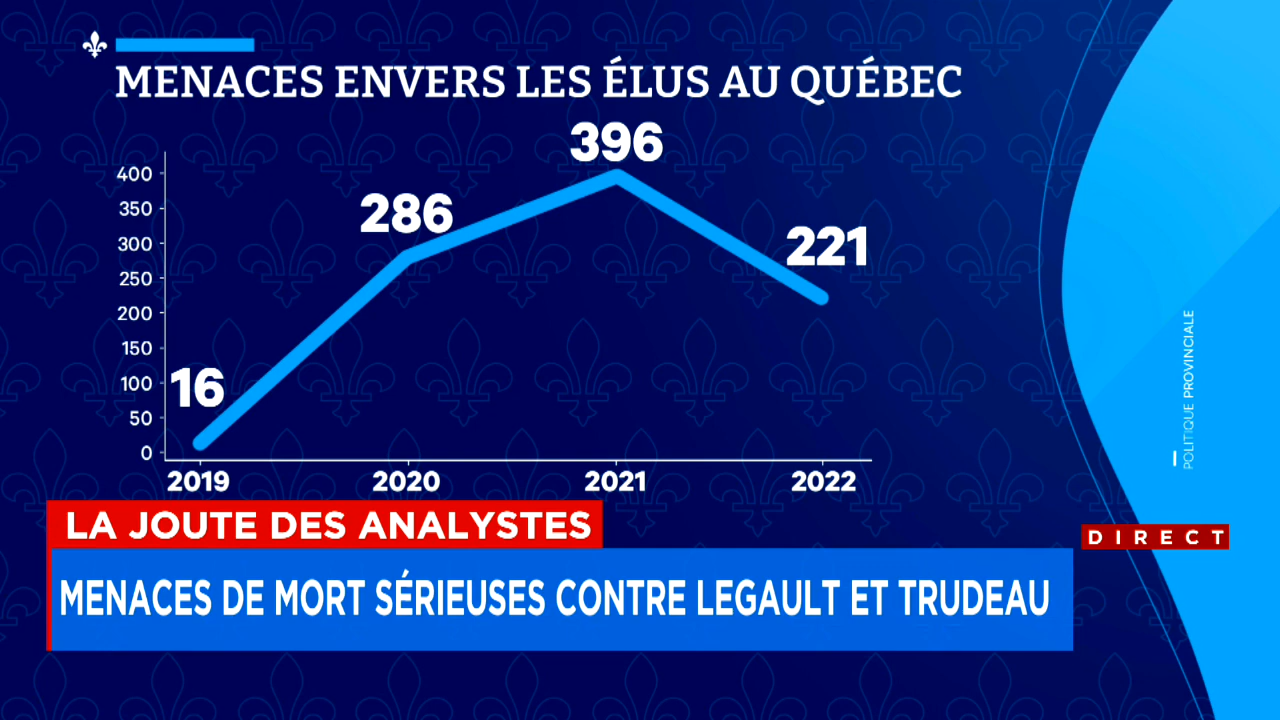 MENACES ENVERS LES ÉLUS AU QUÉBEC
396
400
350
286
300
221
250
200
150
100
16
50
0
2019 2020 2021 2022
POLITIQUE PROVINCIALE
LA JOUTE DES ANALYSTES
DIRECT
MENACES DE MORT SÉRIEUSES CONTRE LEGAULT ET TRUDEAU